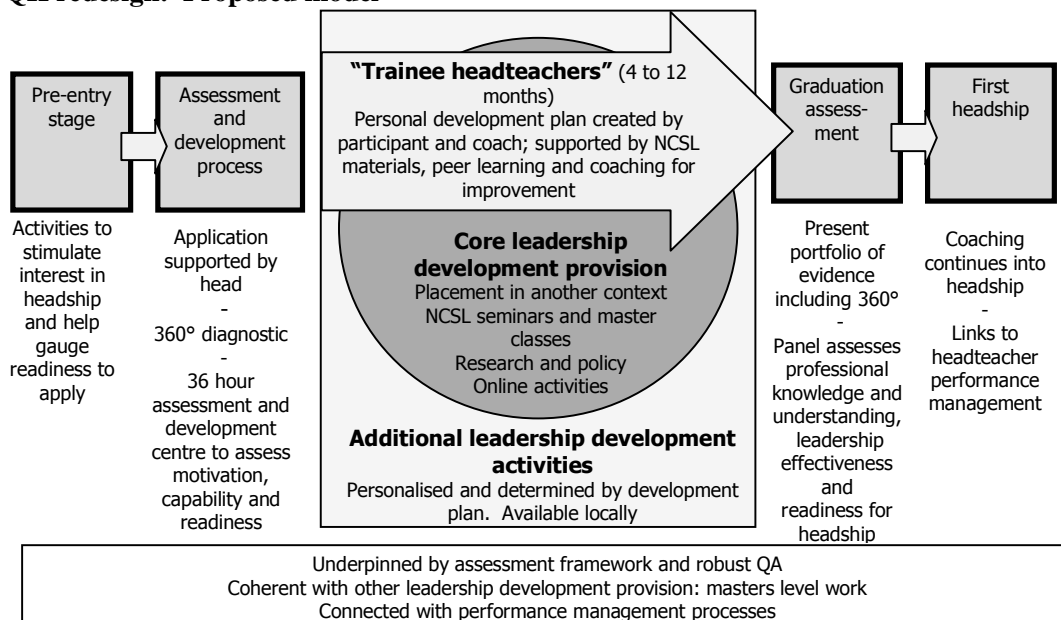 QH redesign: Proposed model
Pre-entry
stage
Assessment
and
development
process
"Trainee headteachers" (4 to 12
months)
Personal development plan created by
participant and coach; supported by NCSL
materials, peer learning and coaching for
improvement
Graduation
assess-
ment
First
headship
Activities to
stimulate
interest in
headship
and help
gauge
readiness to
apply
Application
supported by
head
-
360° diagnostic
-
36 hour
assessment and
development
centre to assess
motivation,
capability and
readiness
Core leadership
development provision
Placement in another context
NCSL seminars and master
classes
Research and policy
Online activities
Additional leadership development
activities
Personalised and determined by development
plan.  Available locally
Present
portfolio of
evidence
including 360°
-
Panel assesses
professional
knowledge and
understanding,
leadership
effectiveness
and
readiness for
headship
Coaching
continues into
headship
-
Links to
headteacher
performance
management
Underpinned by assessment framework and robust QA
Coherent with other leadership development provision: masters level work
Connected with performance management processes